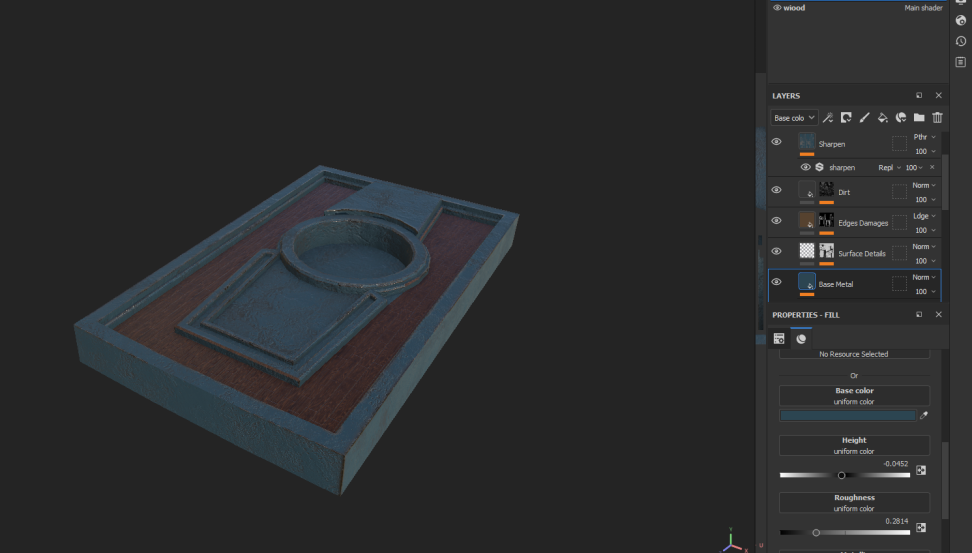 wiood Main shader
LAYERS
Base colo
Pthr
Sharpen
100
sharpen Repl 100
Norm
Dirt
100
Ldge
Edges Damages
100
Norm
Surface Details
100
Norm
Base Metal
100
PROPERTIES - FILL
No Resource Selected
Or
Base color
uniform color
Height
uniform color
-0.0452
Roughness
uniform color
0.2814
Y
X